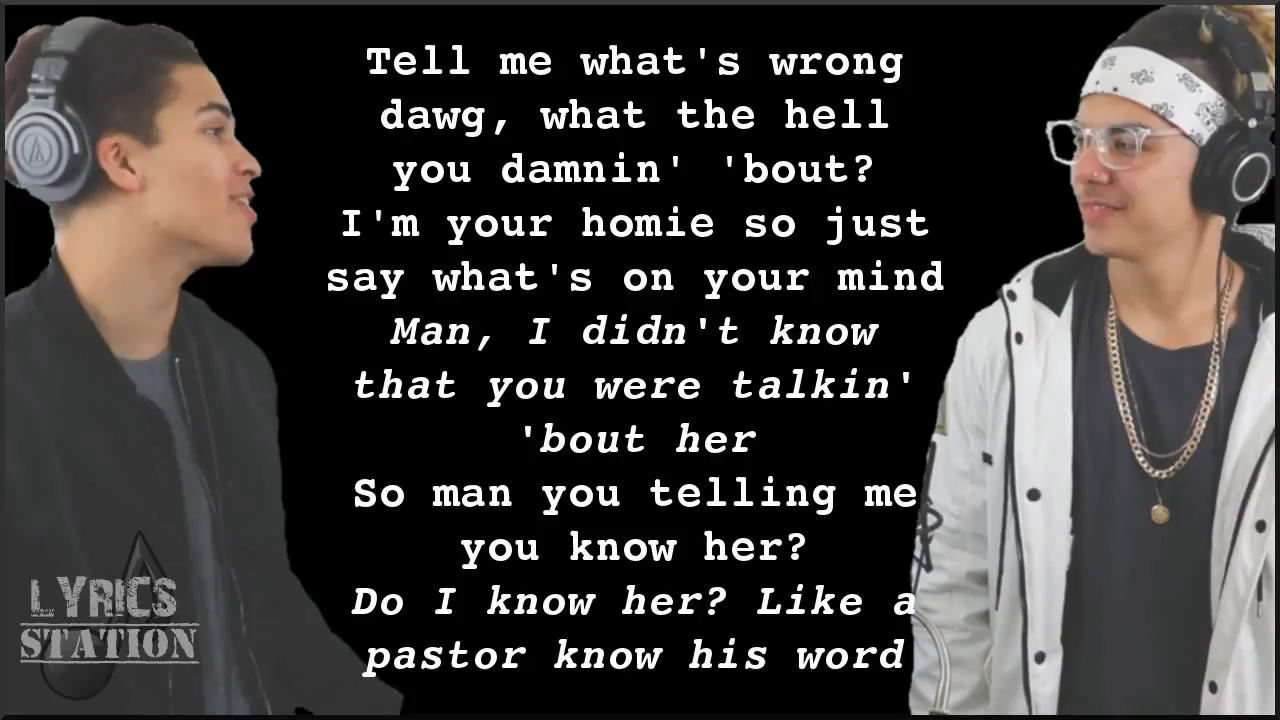 Tell me what's wrong
dawg, what the hell
you damnin' 'bout?
I'm your homie so just
say what's on your mind
Man, I didn't know
that you were talkin'
'bout her
So man you telling me
you know her?
Do I know her? Like a
pastor know his word
LYRICS
STATION